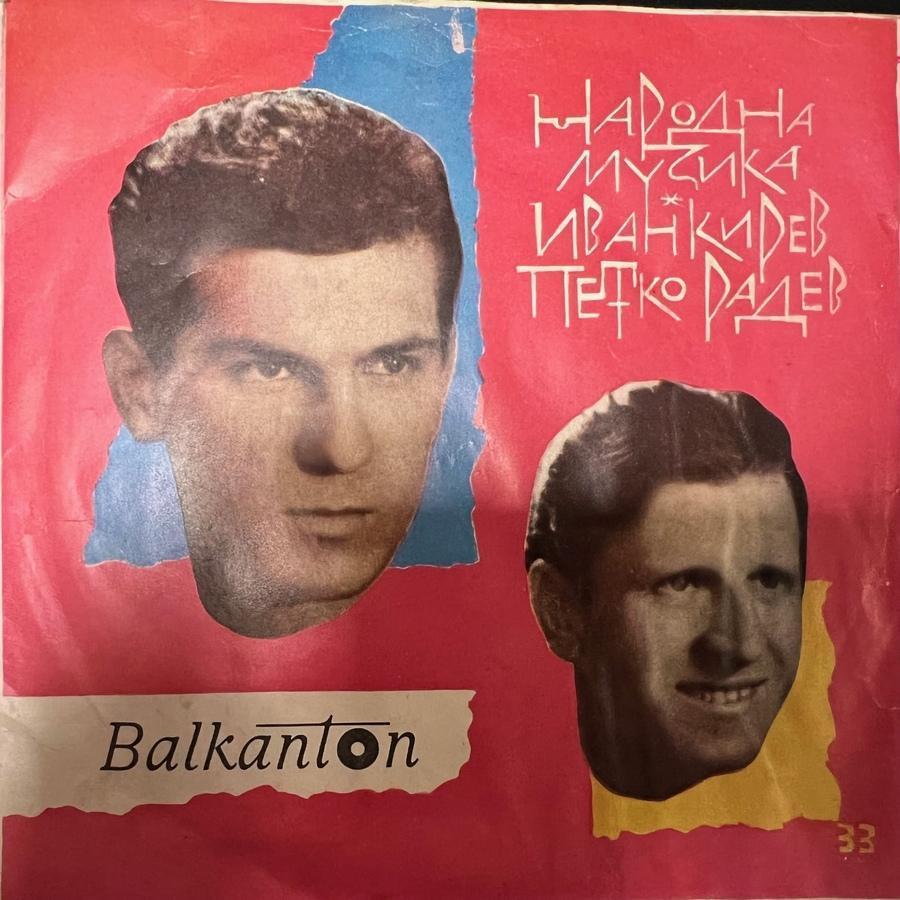 НАРОДНА
МУЗИКА
*
ИВАН КИРЕВ
ПЕТКО РАДЕВ
Balkanton
33